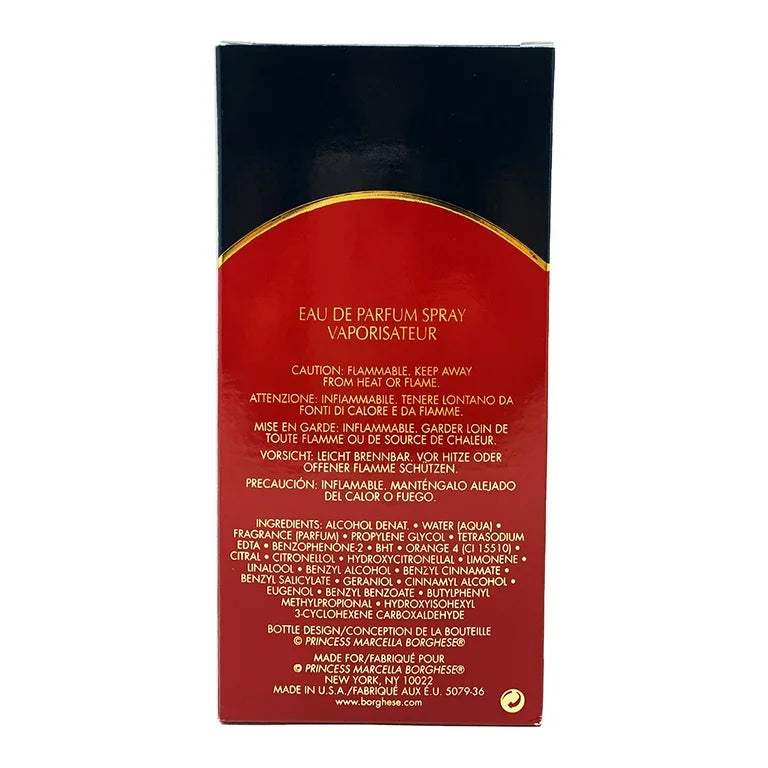 EAU DE PARFUM SPRAY
VAPORISATEUR
CAUTION: FLAMMABLE. KEEP AWAY
FROM HEAT OR FLAME.
ATTENZIONE: INFIAMMABILE. TENERE LONTANO DA
FONTI DI CALORE E DA FIAMME.
MISE EN GARDE: INFLAMMABLE. GARDER LOIN DE
TOUTE FLAMME OU DE SOURCE DE CHALEUR.
VORSICHT: LEICHT BRENNBAR. VOR HITZE ODER
OFFENER FLAMME SCHÜTZEN.
PRECAUCIÓN: INFLAMABLE. MANTÉNGALO ALEJADO
DEL CALOR O FUEGO.
INGREDIENTS: ALCOHOL DENAT. • WATER (AQUA) •
FRAGRANCE (PARFUM) • PROPYLENE GLYCOL • TETRASODIUM
EDTA • BENZOPHENONE-2 • BHT • ORANGE 4 (CI 15510) •
CITRAL • CITRONELLOL • HYDROXYCITRONELLAL • LIMONENE •
LINALOOL • BENZYL ALCOHOL • BENZYL CINNAMATE •
BENZYL SALICYLATE • GERANIOL • CINNAMYL ALCOHOL •
EUGENOL • BENZYL BENZOATE • BUTYLPHENYL
METHYLPROPIONAL • HYDROXYISOHEXYL
3-CYCLOHEXENE CARBOXALDEHYDE
BOTTLE DESIGN/CONCEPTION DE LA BOUTEILLE
© PRINCESS MARCELLA BORGHESE®
MADE FOR/FABRIQUÉ POUR
© PRINCESS MARCELLA BORGHESE®
NEW YORK, NY 10022
MADE IN U.S.A./FABRIQUÉ AUX É.U. 5079-36
www.borghese.com